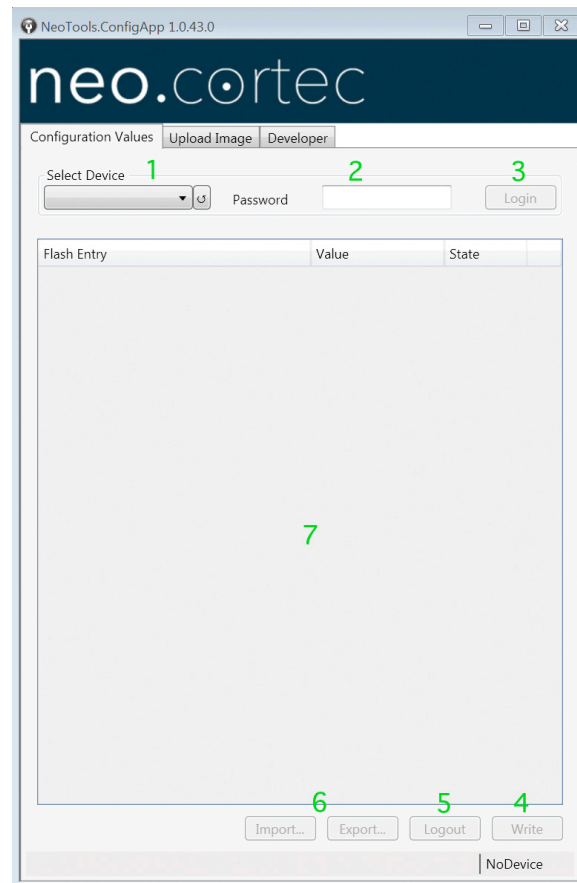 NeoTools.ConfigApp 1.0.43.0
neo.cortec
Configuration Values Upload Image Developer
Select Device 1 2 3
Password Login
Flash Entry Value State
7
6 5 4
Import... Export... Logout Write
NoDevice